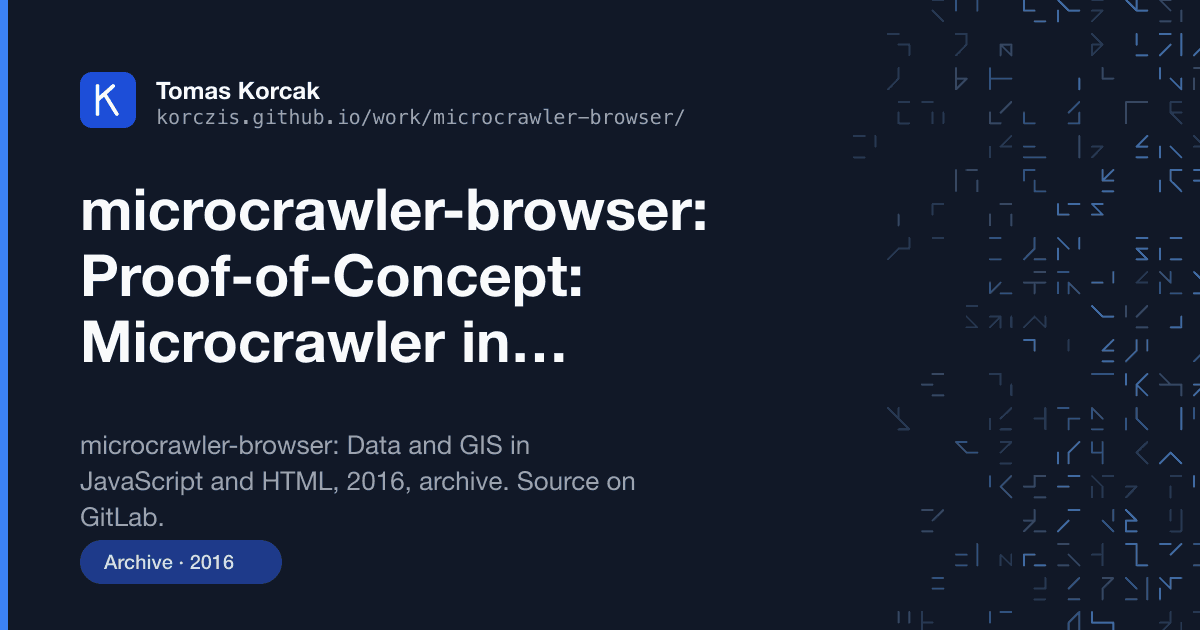 K
Tomas Korcak
korczis.github.io/work/microcrawler-browser/
microcrawler-browser:
Proof-of-Concept:
Microcrawler in…
microcrawler-browser: Data and GIS in
JavaScript and HTML, 2016, archive. Source on
GitLab.
Archive · 2016